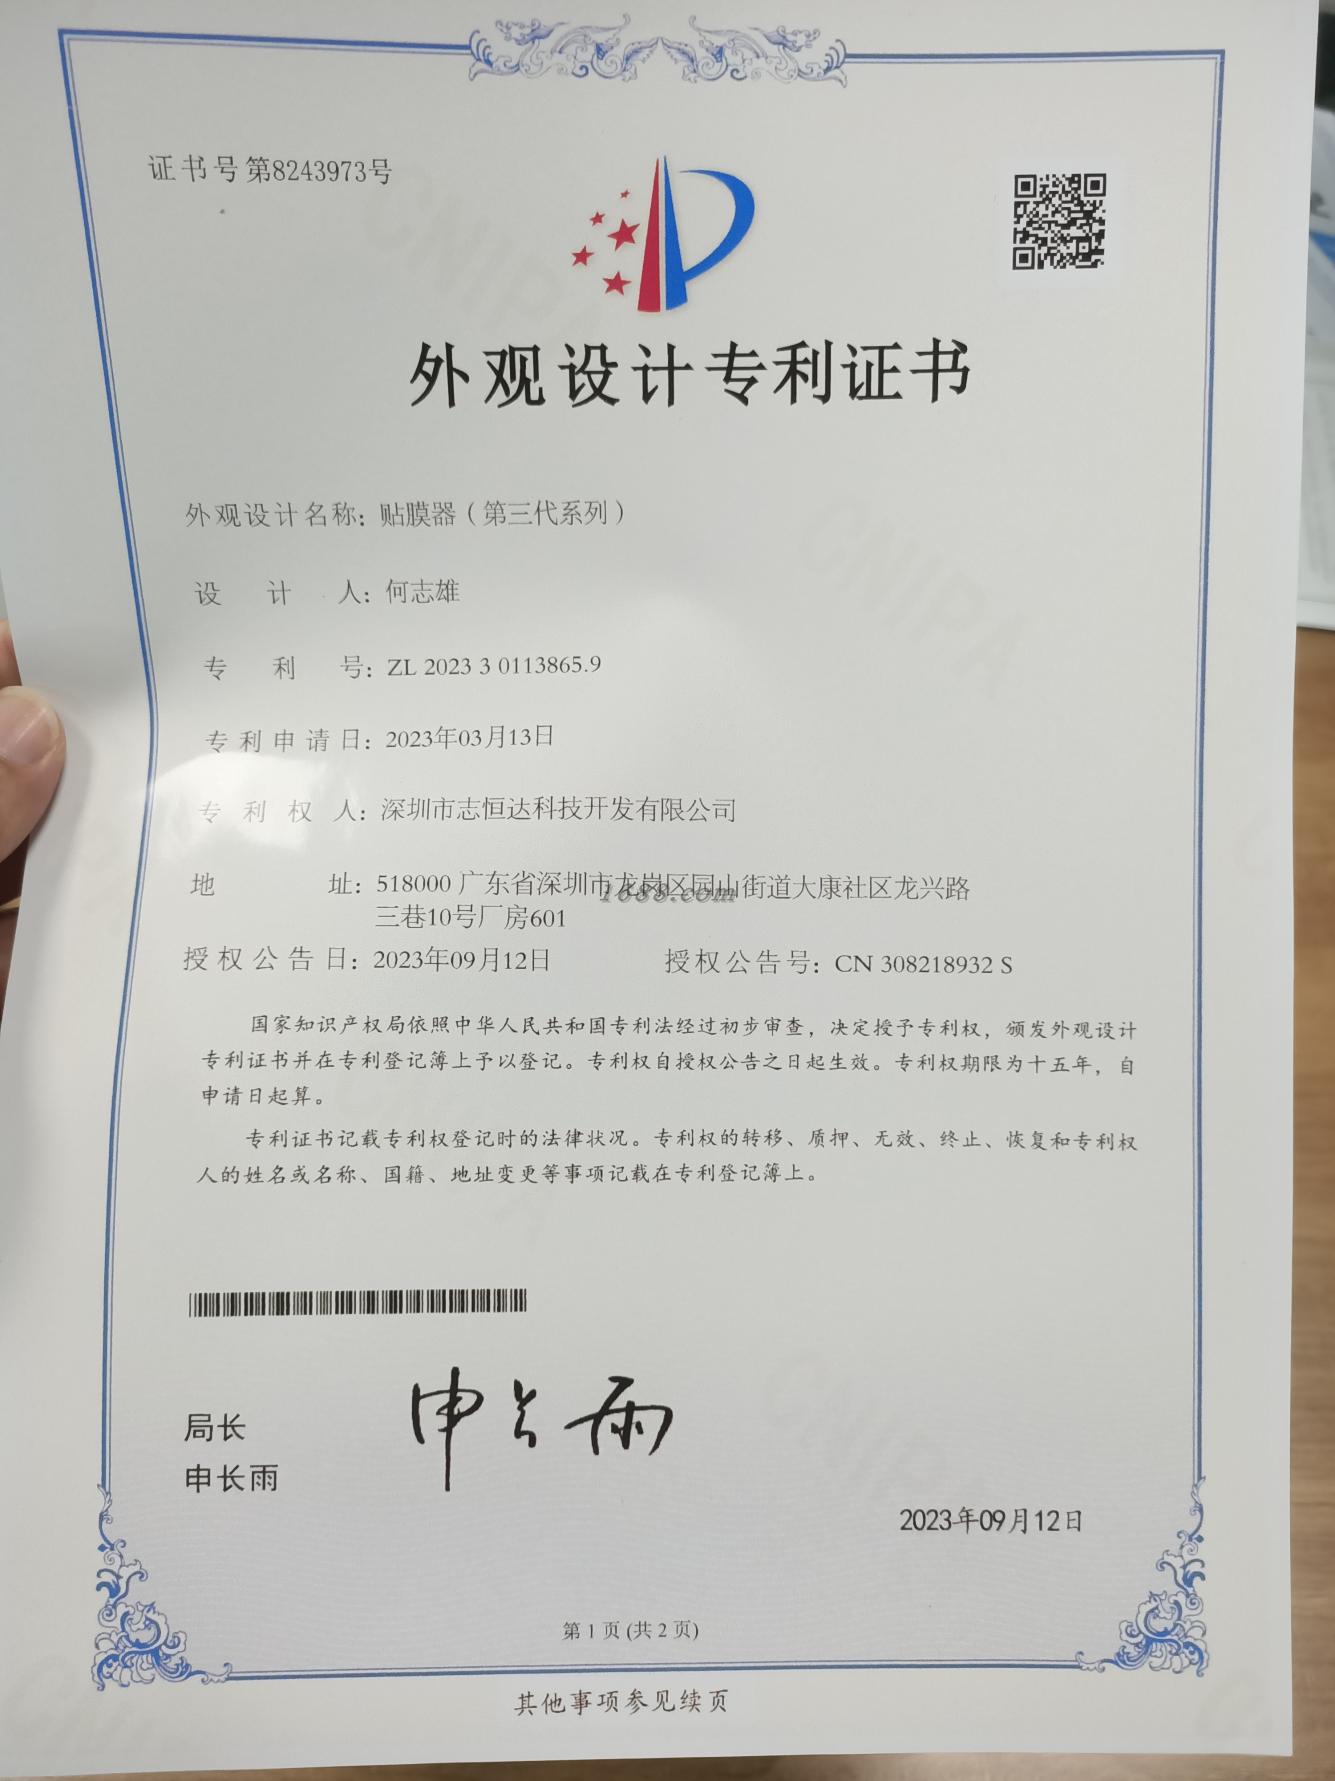 证书号第8243973号
外观设计专利证书
外观设计名称：贴膜器（第三代系列）
设计人：何志雄
专利号：ZL 2023 3 0113865.9
专利申请日：2023年03月13日
专利权人：深圳市志恒达科技开发有限公司
地址：518000 广东省深圳市龙岗区园山街道大康社区龙兴路
三巷10号厂房601
1688.com
授权公告日：2023年09月12日 授权公告号：CN 308218932 S
国家知识产权局依照中华人民共和国专利法经过初步审查，决定授予专利权，颁发外观设计
专利证书并在专利登记簿上予以登记。专利权自授权公告之日起生效。专利权期限为十五年，自
申请日起算。
专利证书记载专利权登记时的法律状况。专利权的转移、质押、无效、终止、恢复和专利权
人的姓名或名称、国籍、地址变更等事项记载在专利登记簿上。
局长
申长雨
申长雨
2023年09月12日
第 1 页 (共 2 页)
其他事项参见续页
CNIPA
CNIPA
CNIPA
CNIPA